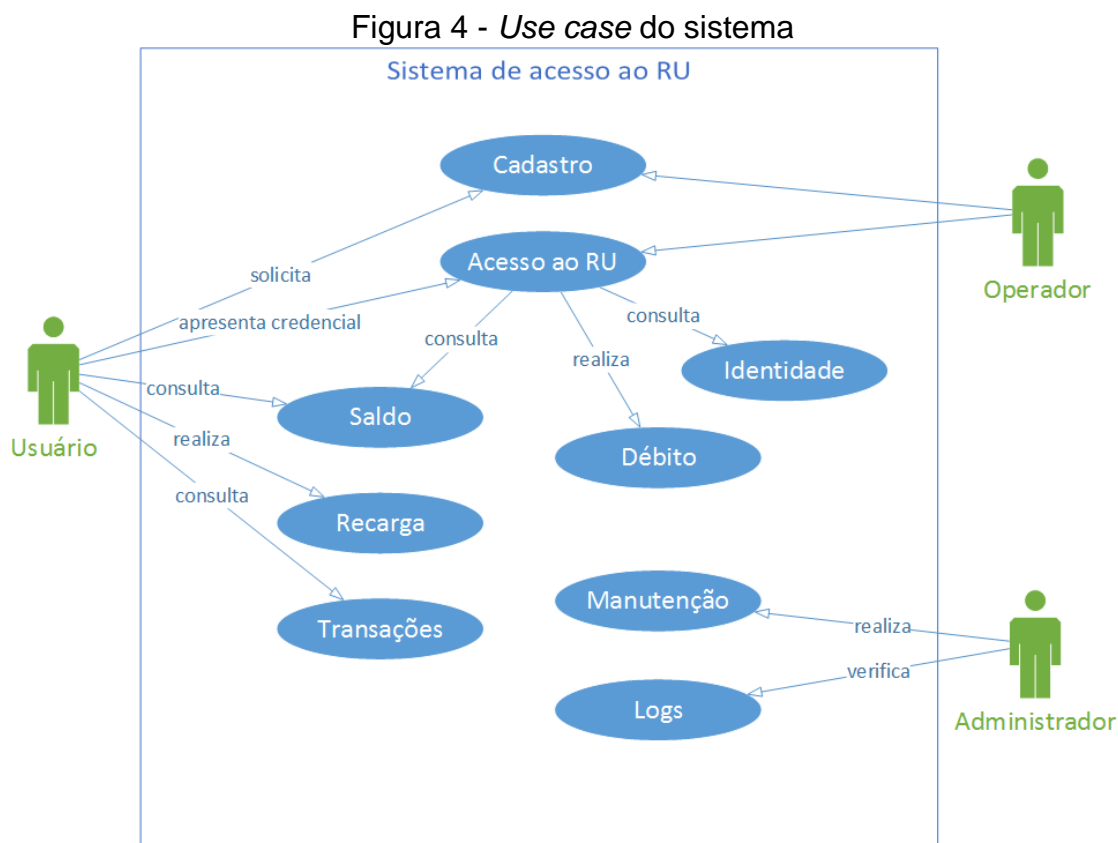 Figura 4 - Use case do sistema
Sistema de acesso ao RU
Cadastro
Acesso ao RU
Operador
solicita
apresenta credencial
consulta
consulta
realiza
Identidade
Usuário
consulta
Saldo
realiza
Débito
consulta
Recarga
Transações
Manutenção
realiza
verifica
Logs
Administrador